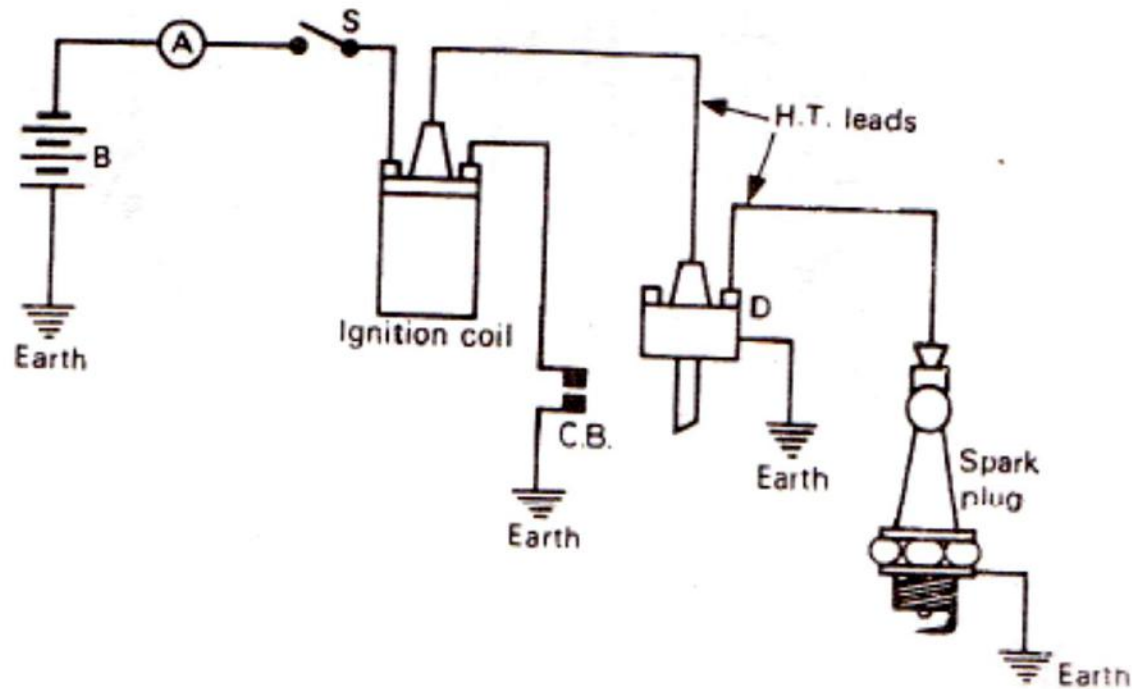 S
A
H.T. leads
B
D
Ignition coil
Earth
C.B.
Earth
Spark
plug
Earth
Earth